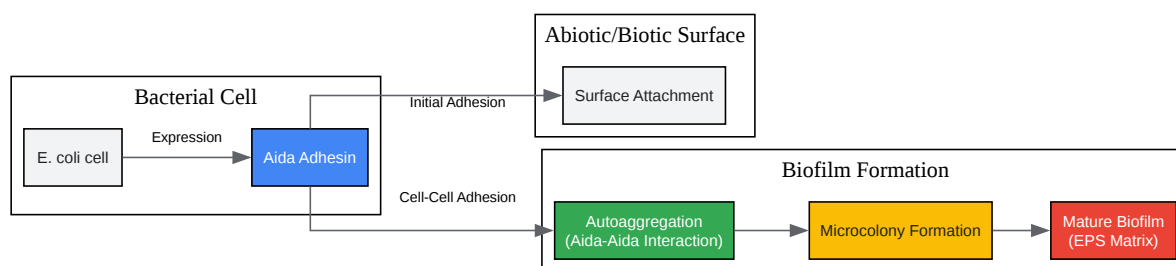 Abiotic/Biotic Surface
Surface Attachment
Bacterial Cell
Initial Adhesion
Expression
E. coli cell
Aida Adhesin
Biofilm Formation
Cell-Cell Adhesion
Autoaggregation
(Aida-Aida Interaction)
Microcolony Formation
Mature Biofilm
(EPS Matrix)